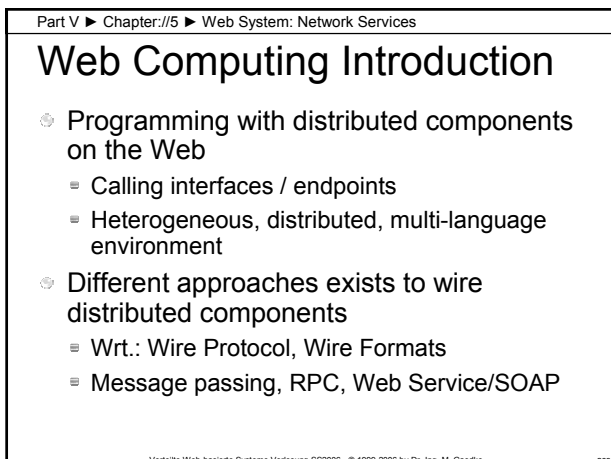 Part V ► Chapter://5 ► Web System: Network Services
Web Computing Introduction
Programming with distributed components
on the Web
Calling interfaces / endpoints
Heterogeneous, distributed, multi-language
environment
Different approaches exists to wire
distributed components
Wrt.: Wire Protocol, Wire Formats
Message passing, RPC, Web Service/SOAP